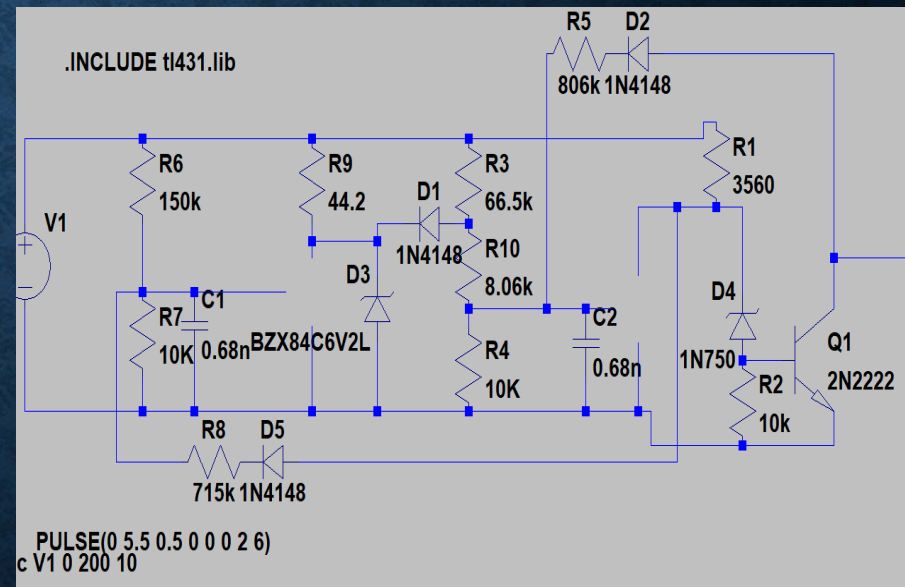 R5 D2
806k 1N4148
.INCLUDE tl431.lib
R6
150k
R9
44.2
D1
1N4148
R3
66.5k
R1
3560
V1
R10
8.06k
D3
BZX84C6V2L
C1
0.68n
R7
10K
R4
10K
C2
0.68n
D4
1N750
Q1
2N2222
R2
10k
R8 D5
715k 1N4148
PULSE(0 5.5 0.5 0 0 0 2 6)
c V1 0 200 10